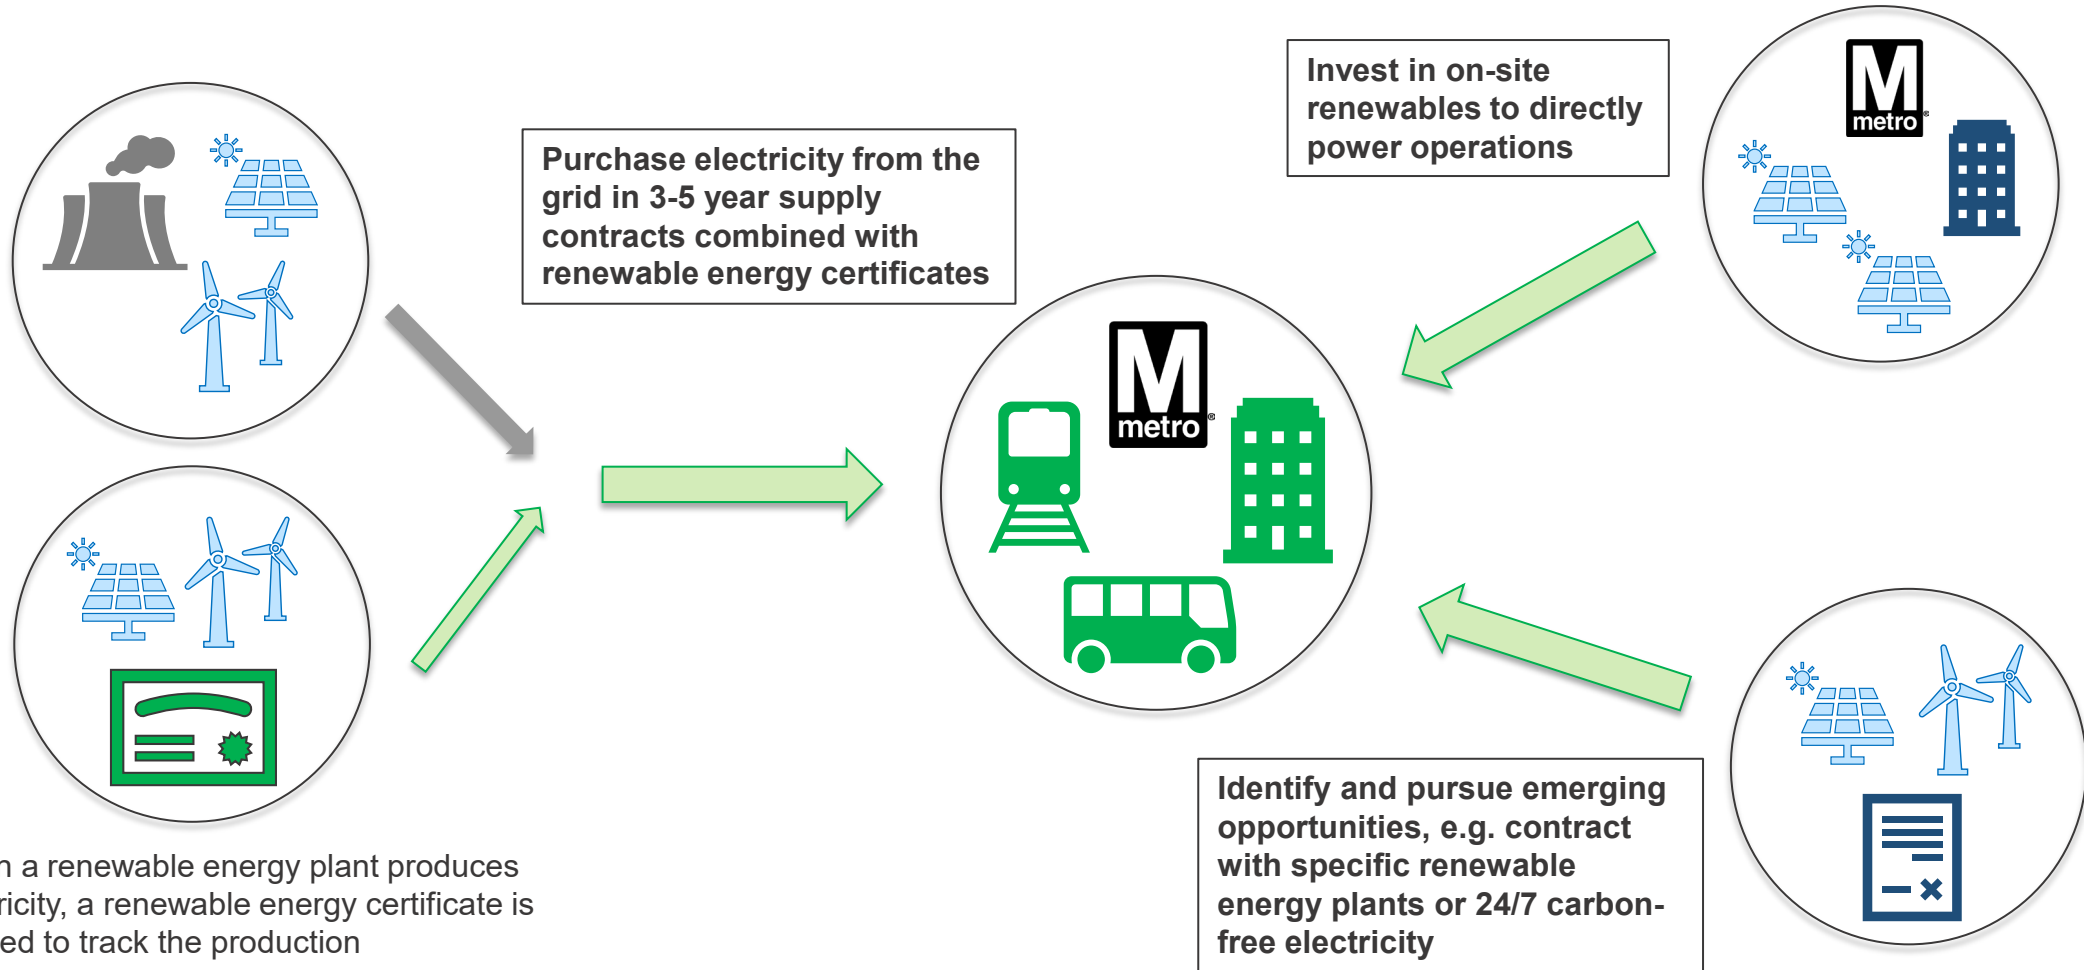 Invest in on-site
renewables to directly
power operations
M
metro
Purchase electricity from the
grid in 3-5 year supply
contracts combined with
renewable energy certificates
M
metro
Identify and pursue emerging
opportunities, e.g. contract
with specific renewable
energy plants or 24/7 carbon-
free electricity
a renewable energy plant produces
a renewable energy certificate is
to track the production